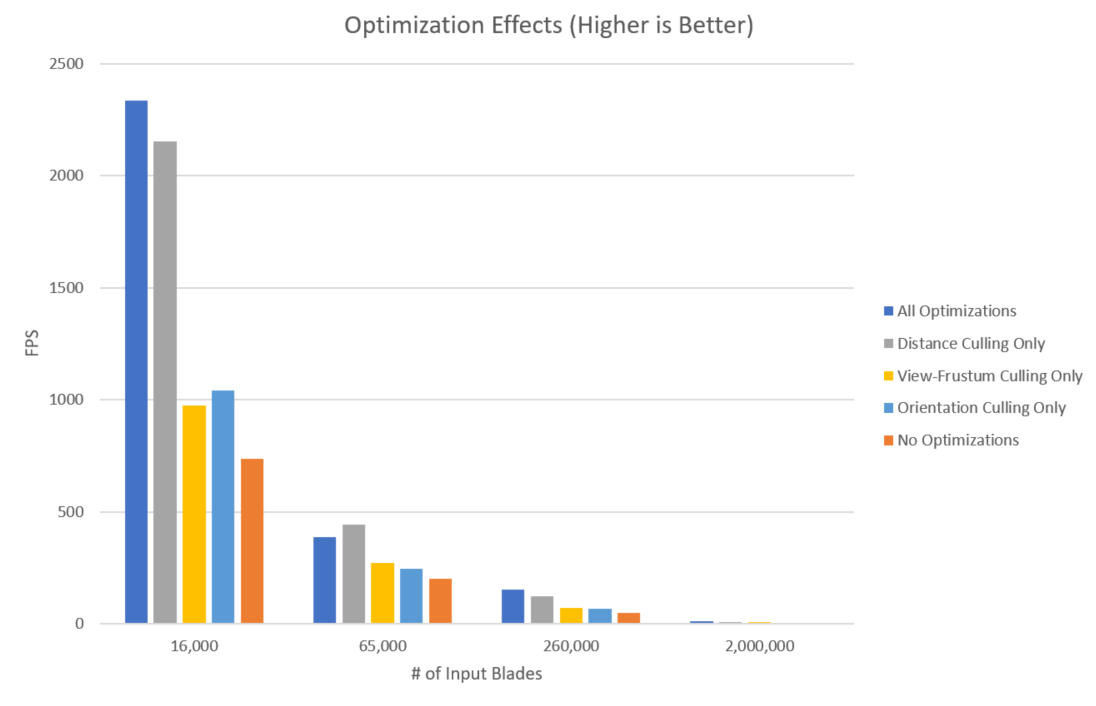 Optimization Effects (Higher is Better)
2500
2000
1500
1000
500
0
FPS
16,000
65,000
260,000
2,000,000
# of Input Blades
All Optimizations
Distance Culling Only
View-Frustum Culling Only
Orientation Culling Only
No Optimizations